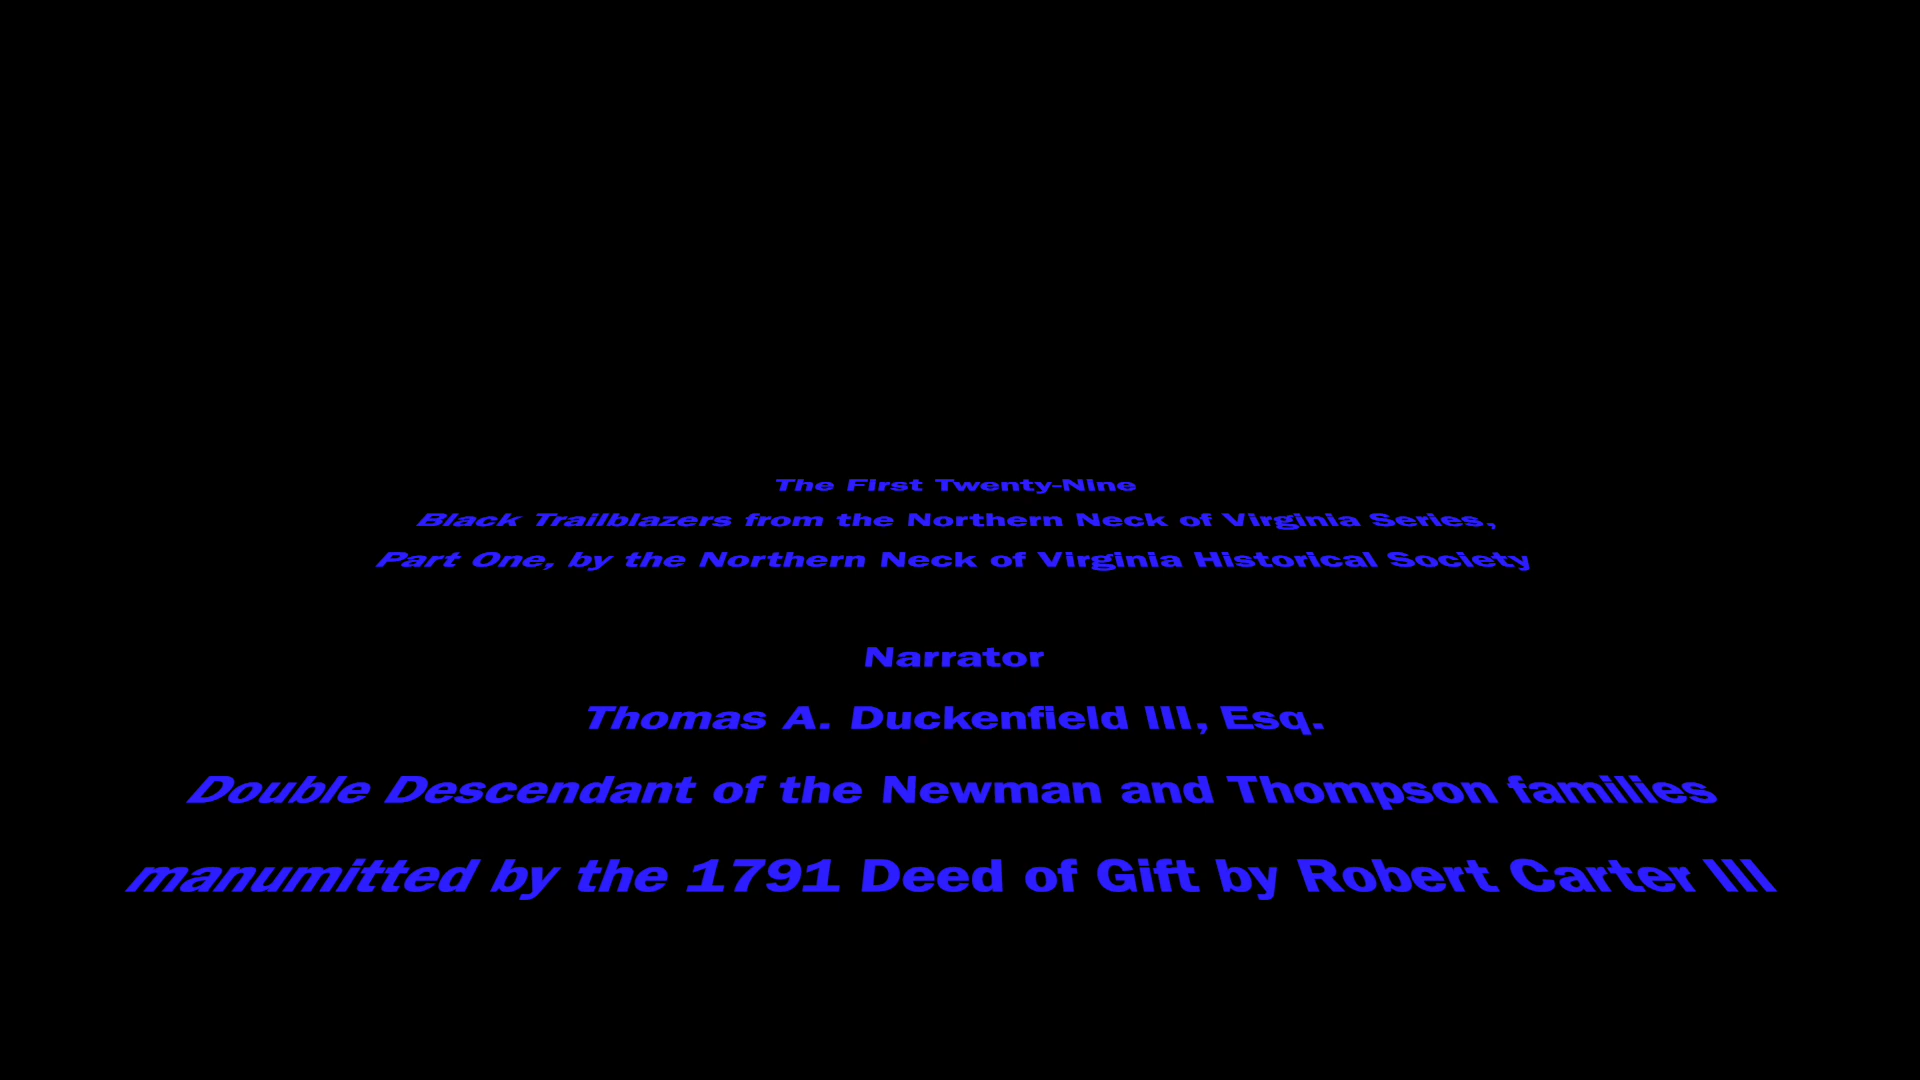 The First Twenty-Nine
Black Trailblazers from the Northern Neck of Virginia Series,
Part One, by the Northern Neck of Virginia Historical Society
Narrator
Thomas A. Duckenfield III, Esq.
Double Descendant of the Newman and Thompson families
manumitted by the 1791 Deed of Gift by Robert Carter III